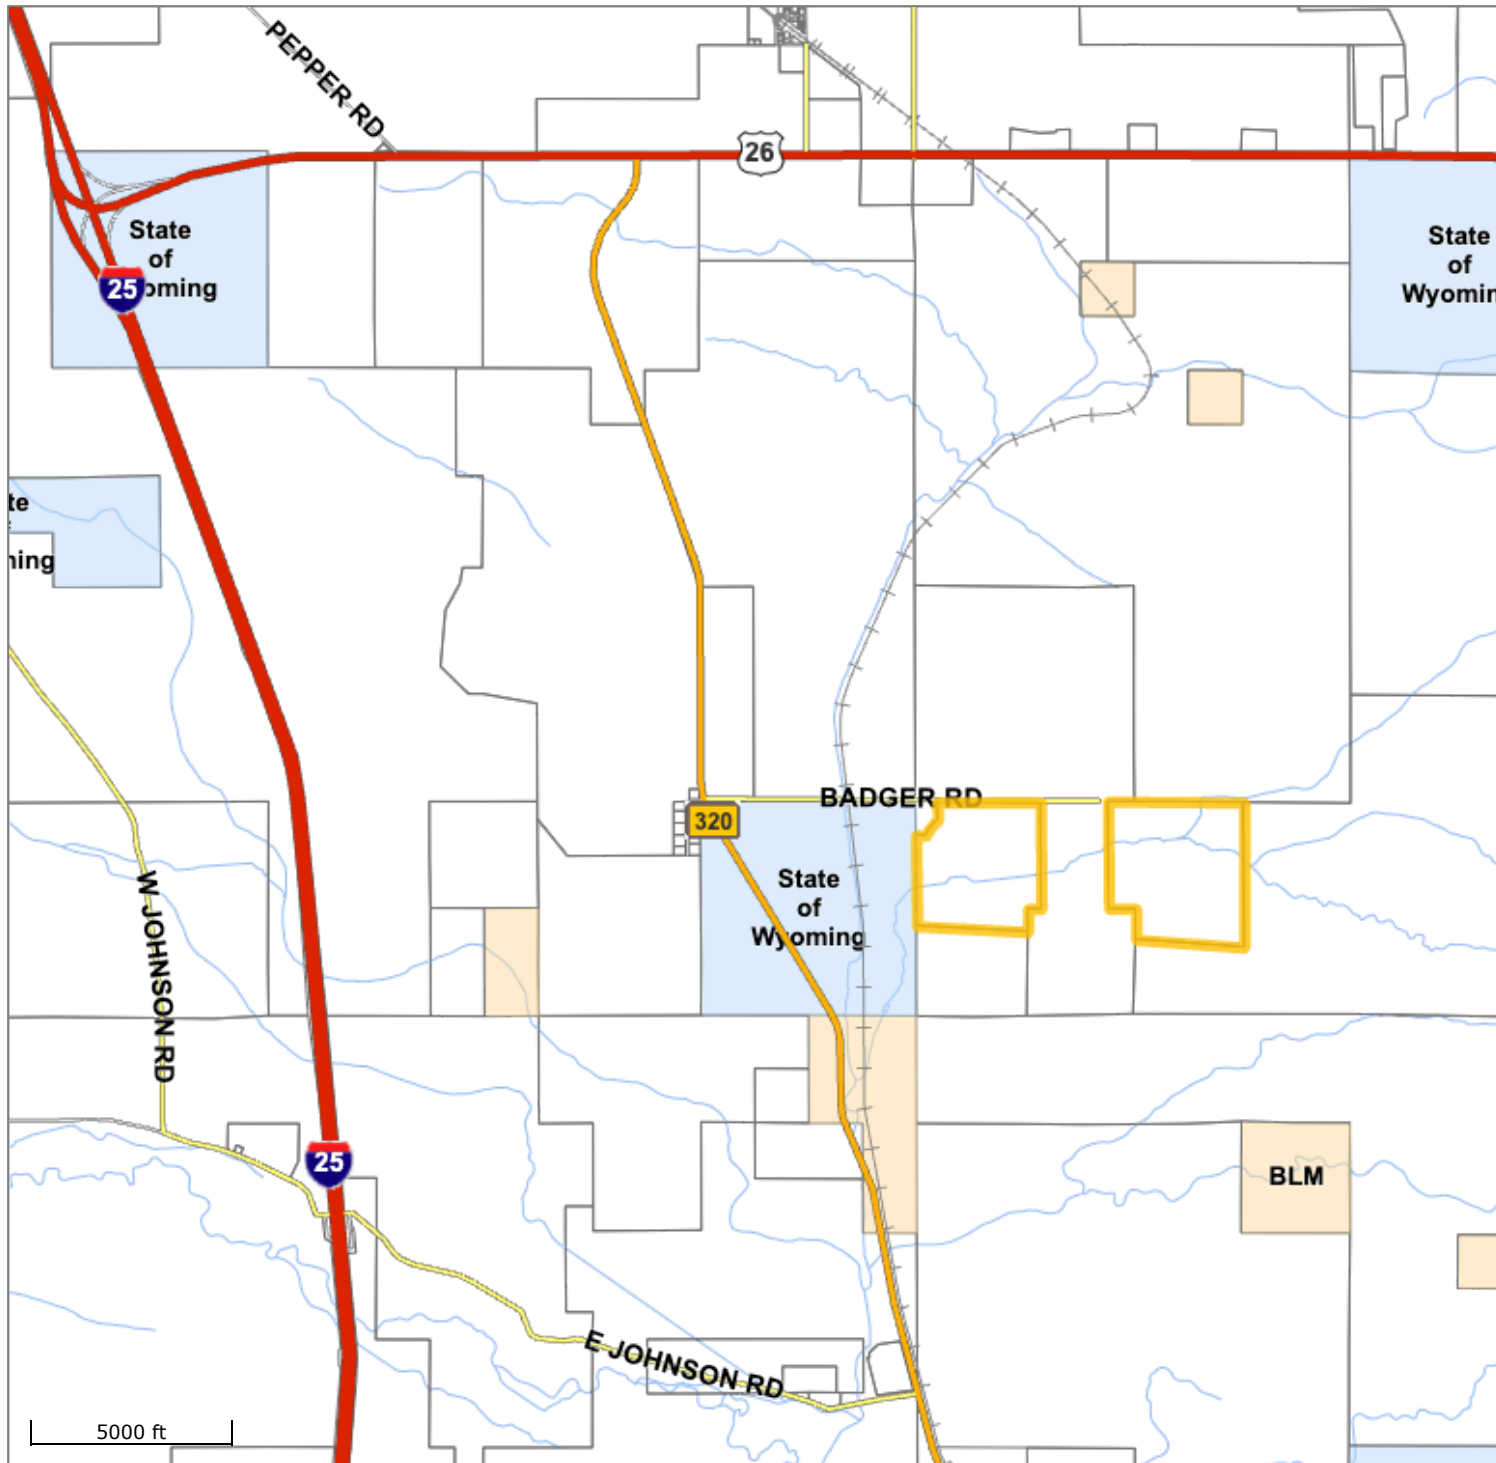 PEPPER RD
26
State
of
oming
25
State
of
Wyomin
te
ning
BADGER RD
320
State
of
Wyoming
W JOHNSON RD
25
BLM
E JOHNSON RD
5000 ft